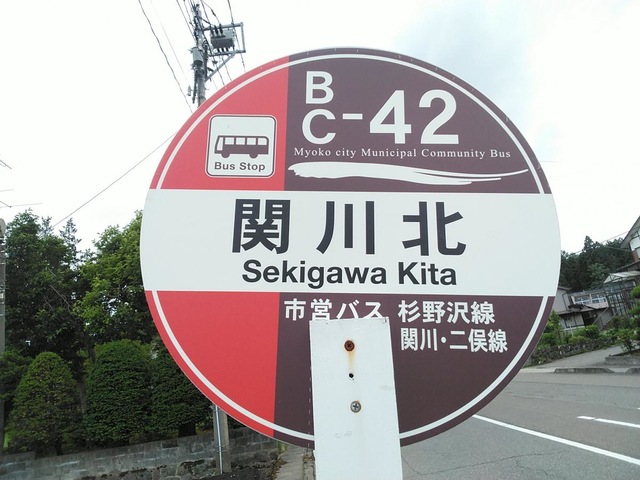 B
C-42
Myoko city Municipal Community Bus
Bus Stop
関川北
Sekigawa Kita
市営バス 杉野沢線
関川・二俣線